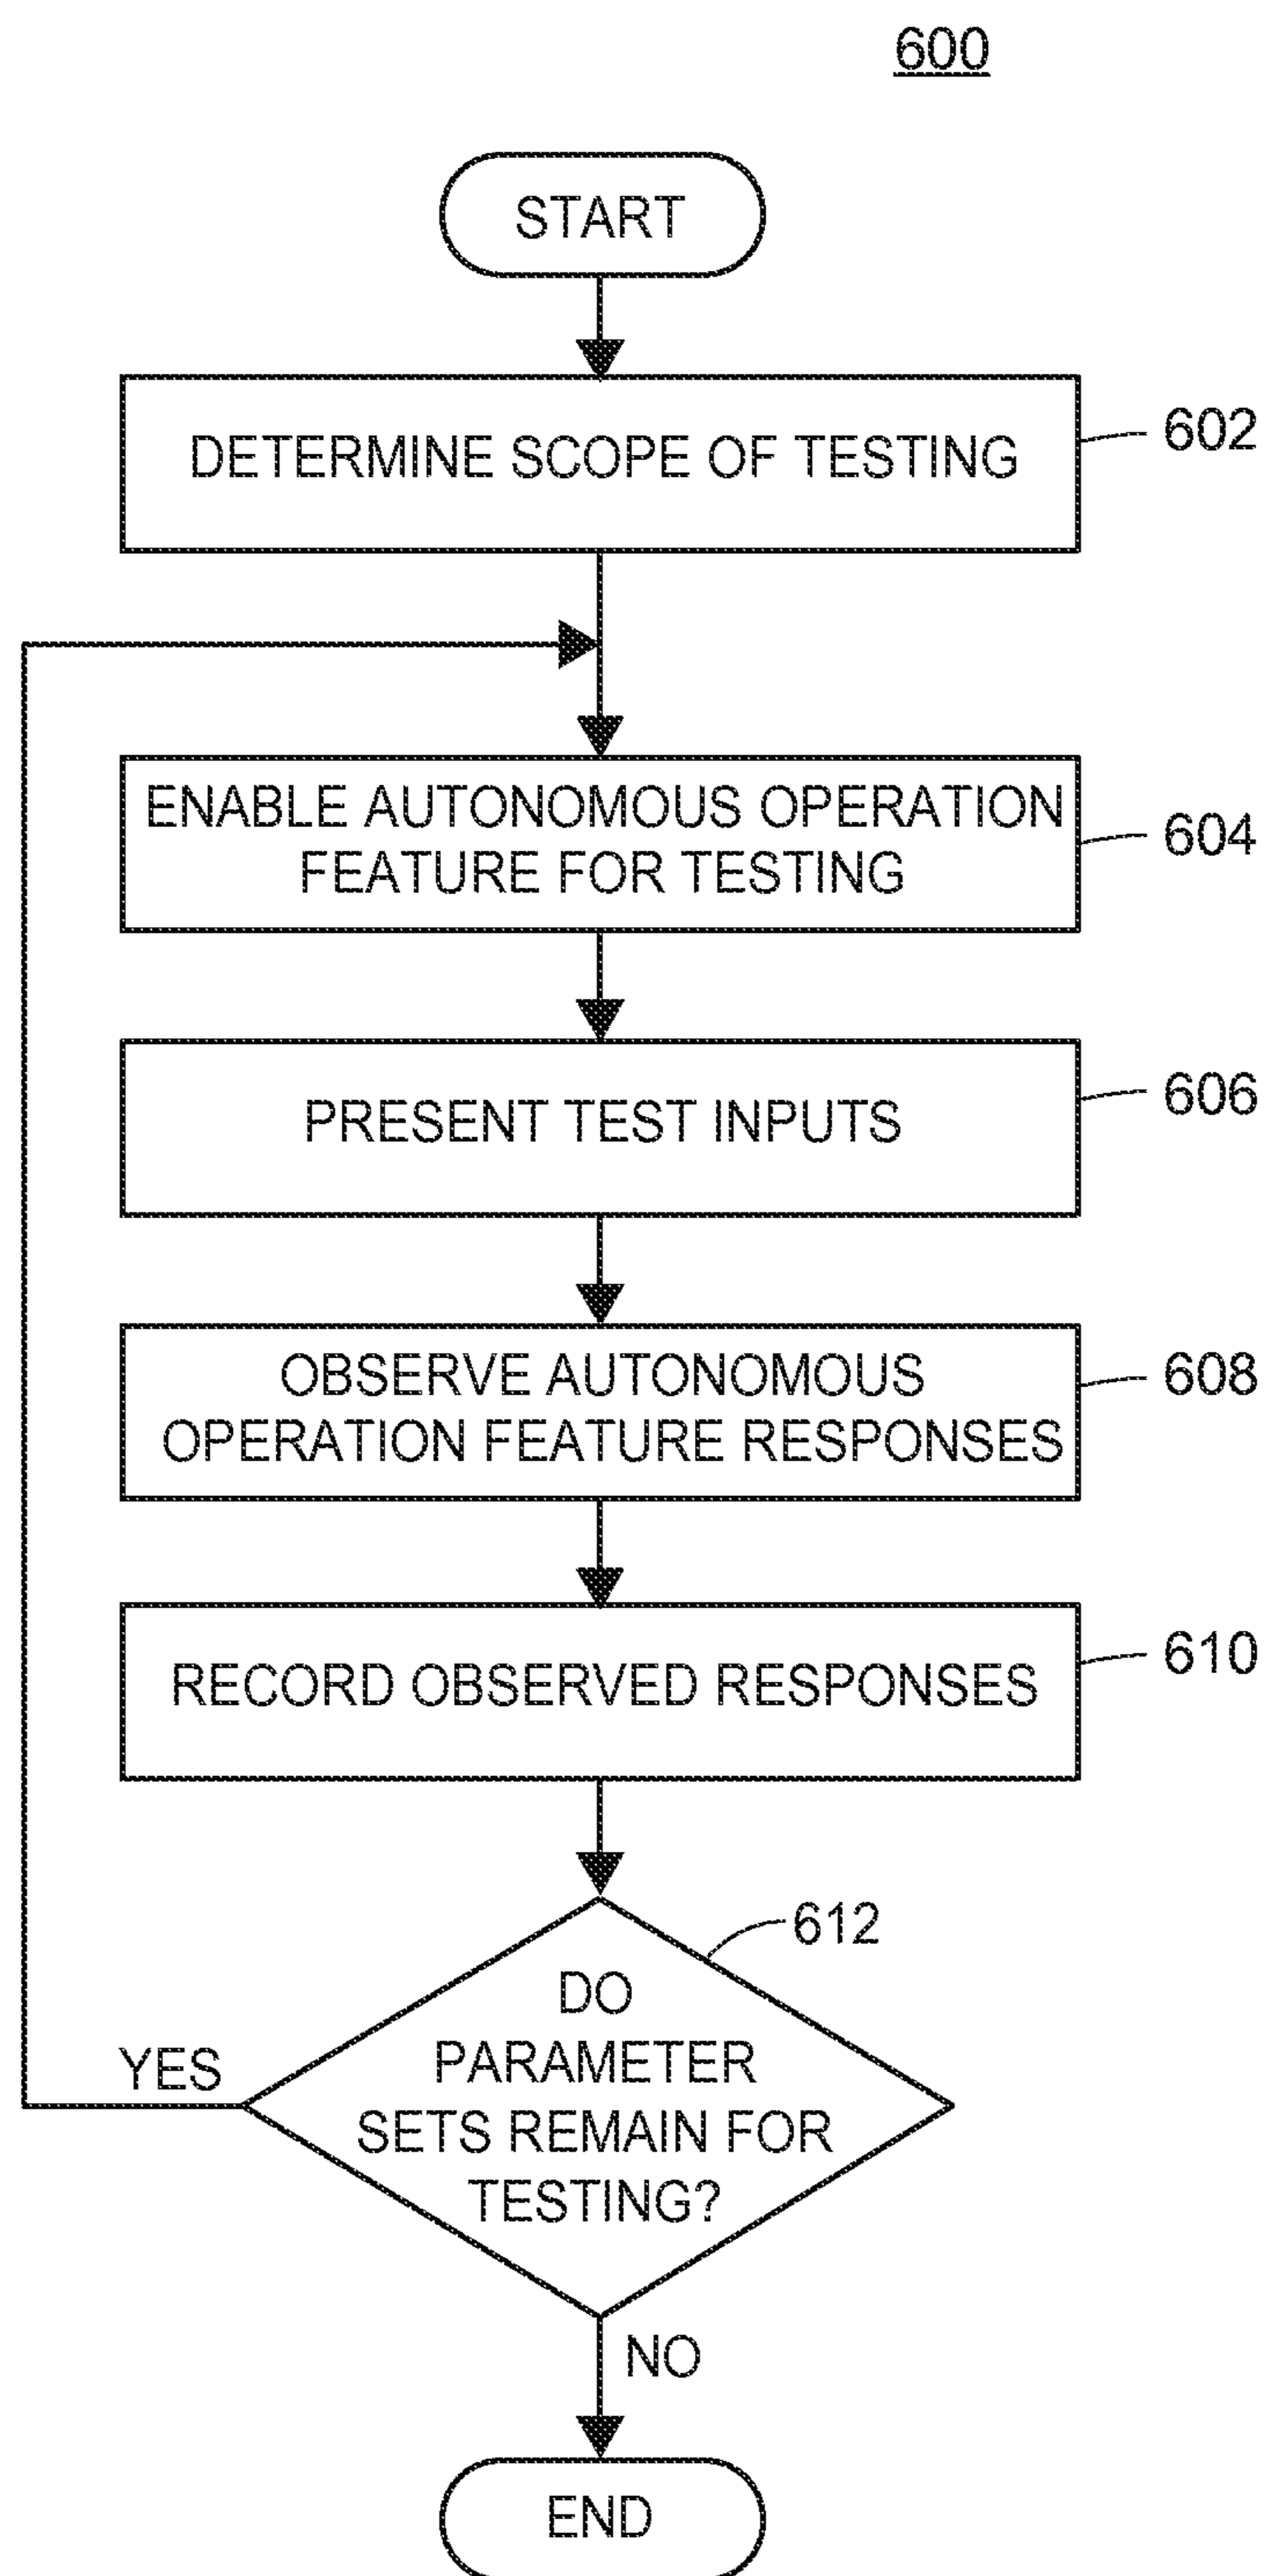 600
START
DETERMINE SCOPE OF TESTING
602
ENABLE AUTONOMOUS OPERATION
FEATURE FOR TESTING
604
PRESENT TEST INPUTS
606
OBSERVE AUTONOMOUS
OPERATION FEATURE RESPONSES
608
RECORD OBSERVED RESPONSES
610
612
DO
PARAMETER
SETS REMAIN FOR
TESTING?
YES
NO
END